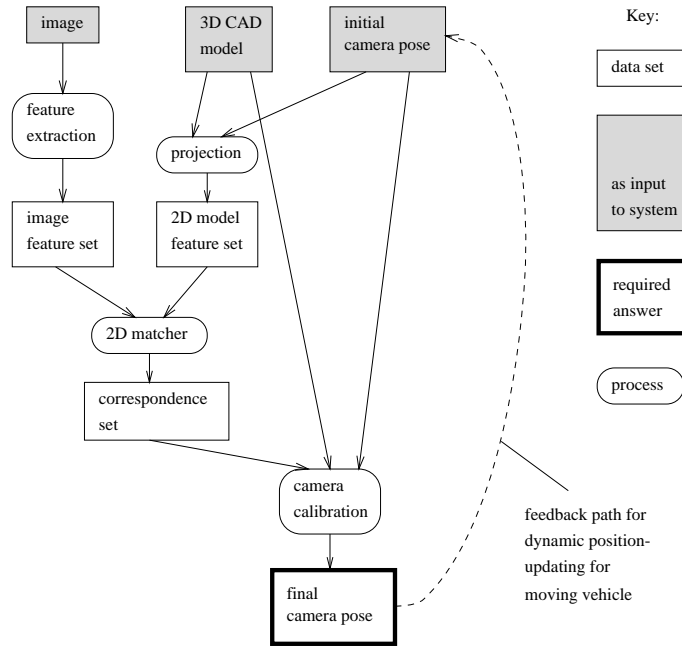 image
3D CAD
model
initial
camera pose
Key:
data set
feature
extraction
projection
as input
to system
image
feature set
2D model
feature set
required
answer
2D matcher
process
correspondence
set
camera
calibration
feedback path for
dynamic position-
updating for
moving vehicle
final
camera pose